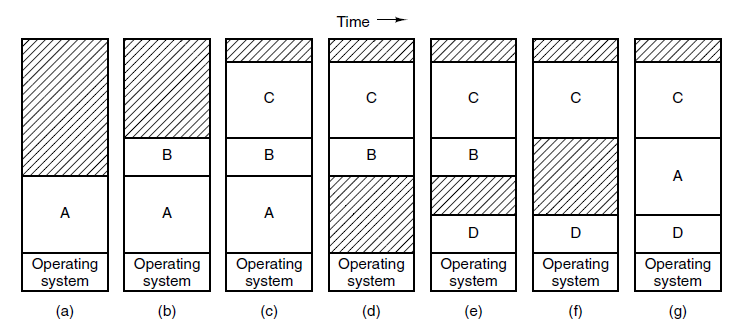 Time
C C C C C
B B B B
A A A A
D D D
Operating system Operating system Operating system Operating system Operating system Operating system Operating system
(a) (b) (c) (d) (e) (f) (g)